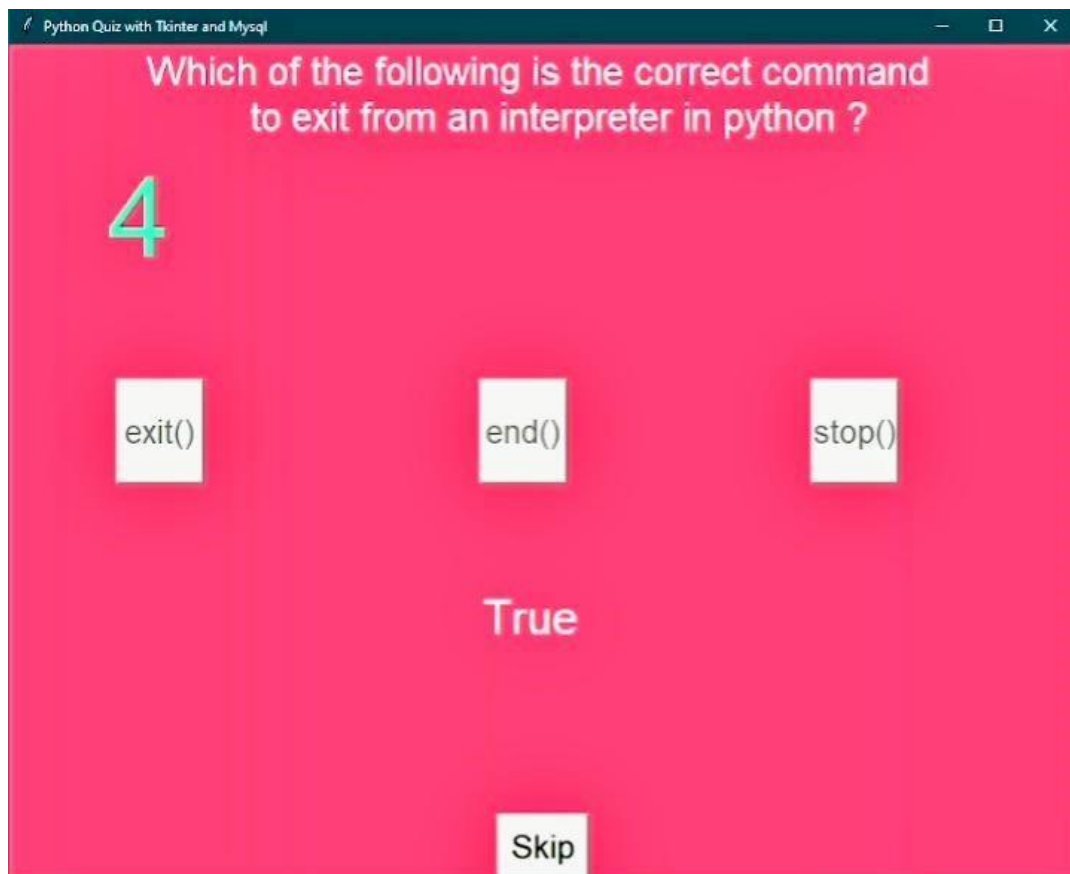 Python Quiz with Tkinter and Mysql
Which of the following is the correct command
to exit from an interpreter in python ?
4
exit()
end()
stop()
True
Skip